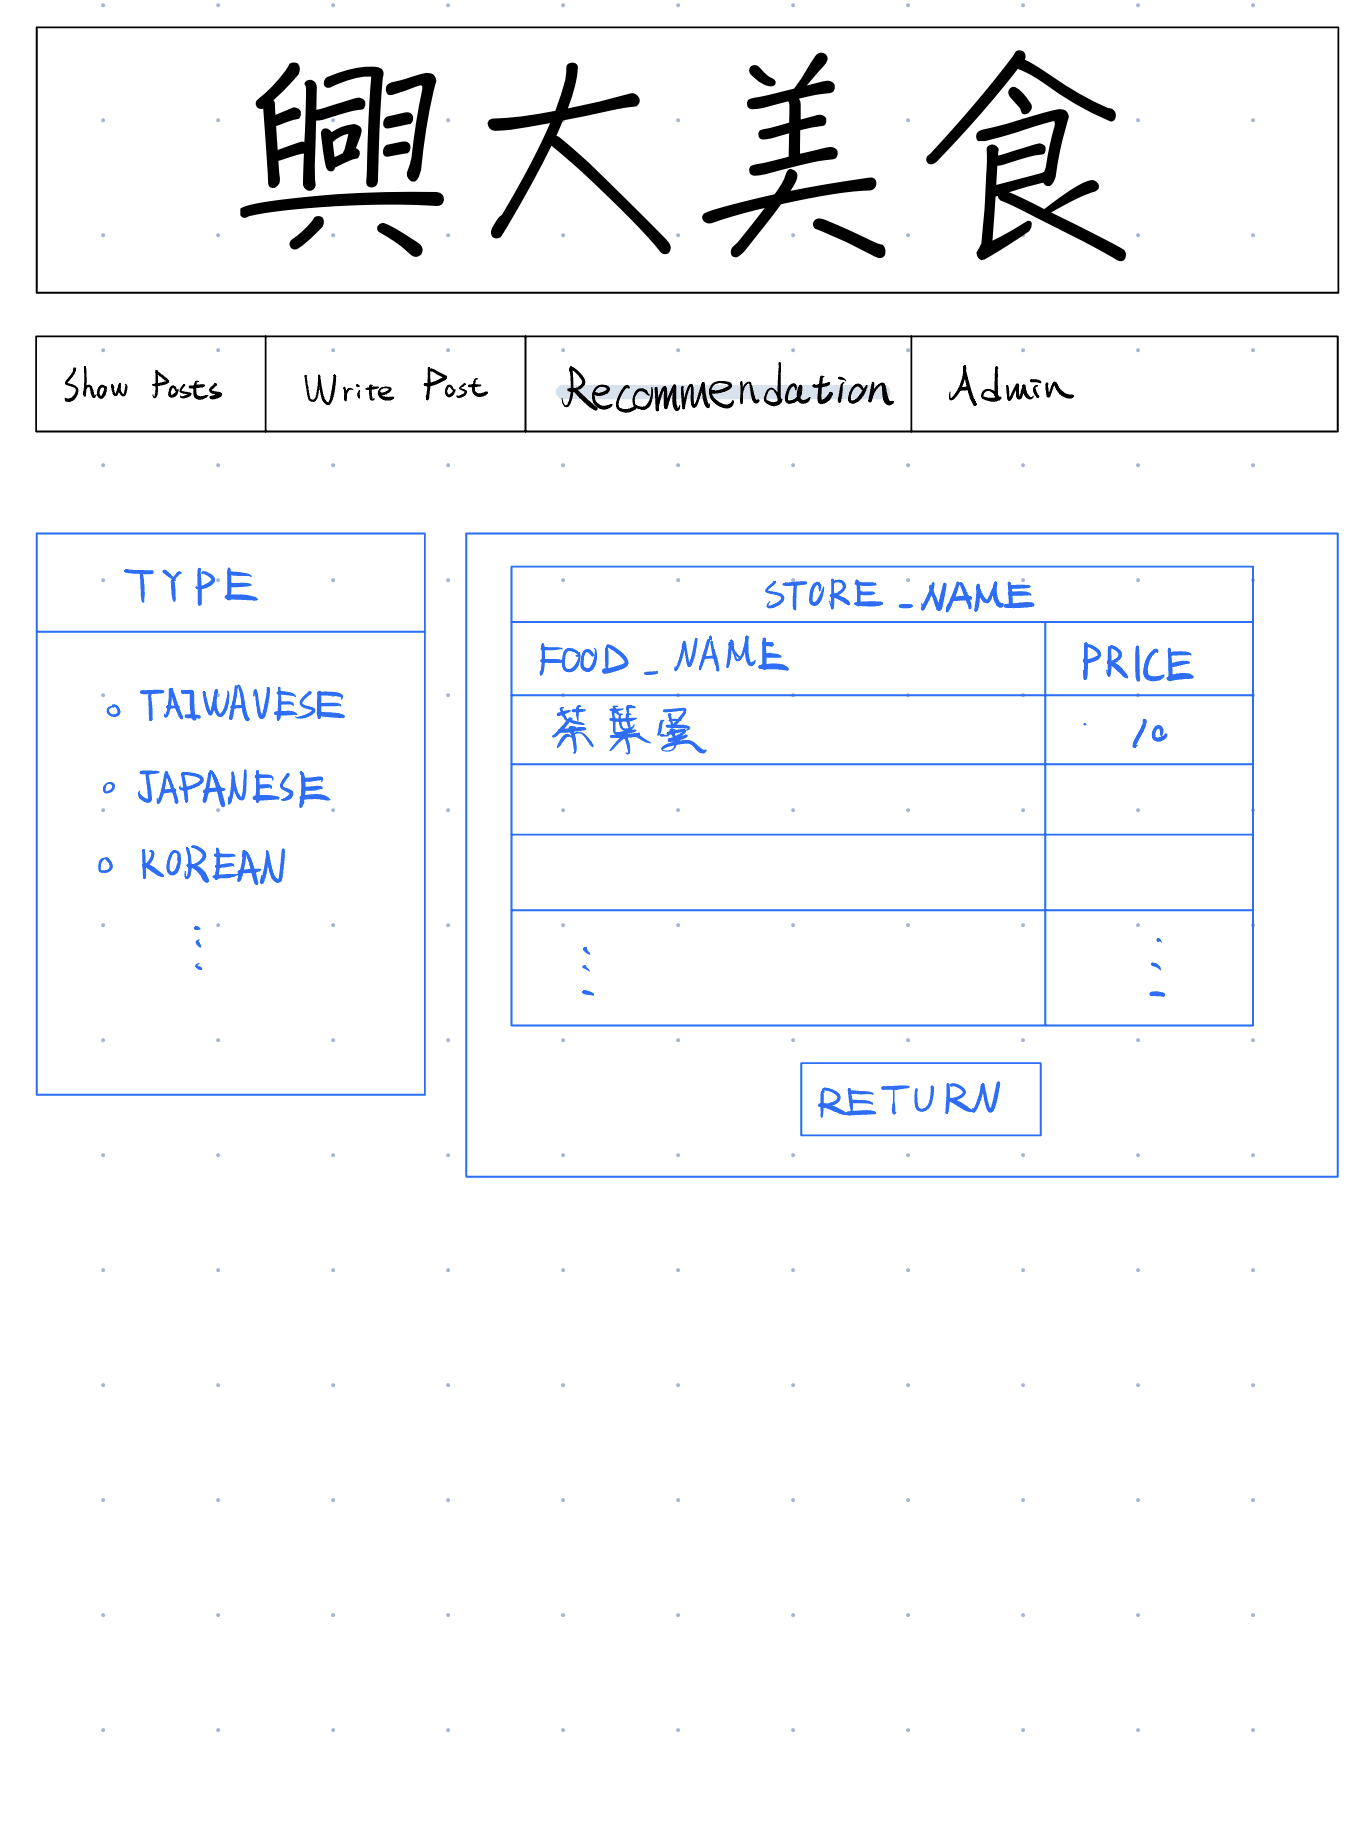 興大美食
Show Posts Write Post Recommendation Admin
TYPE
TAIWAVESE
JAPANESE
KOREAN
STORE_NAME
FOOD_NAME PRICE
茶葉蛋 10
RETURN